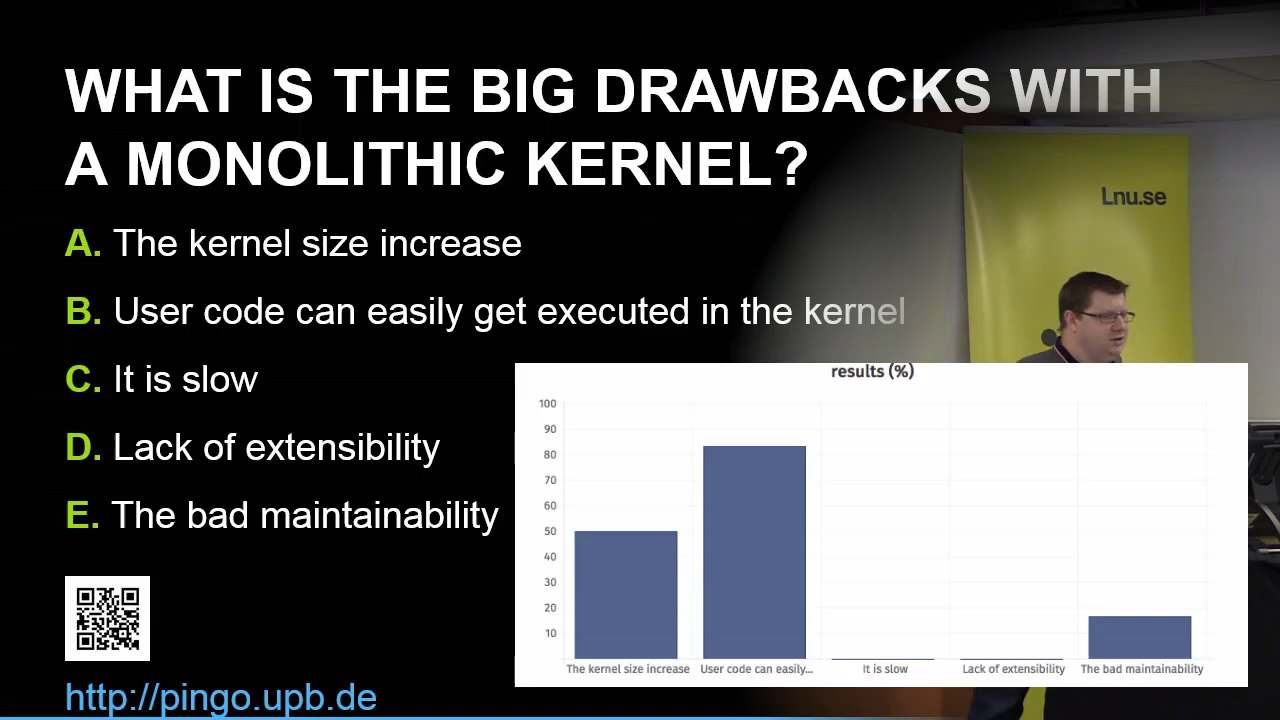 WHAT IS THE BIG DRAWBACKS WITH
A MONOLITHIC KERNEL?
Lnu.se
A. The kernel size increase
B. User code can easily get executed in the kernel
C. It is slow
D. Lack of extensibility
E. The bad maintainability
results (%)
100
90
80
70
60
50
40
30
20
10
The kernel size increase
User code can easily...
It is slow
Lack of extensibility
The bad maintainability
http://pingo.upb.de